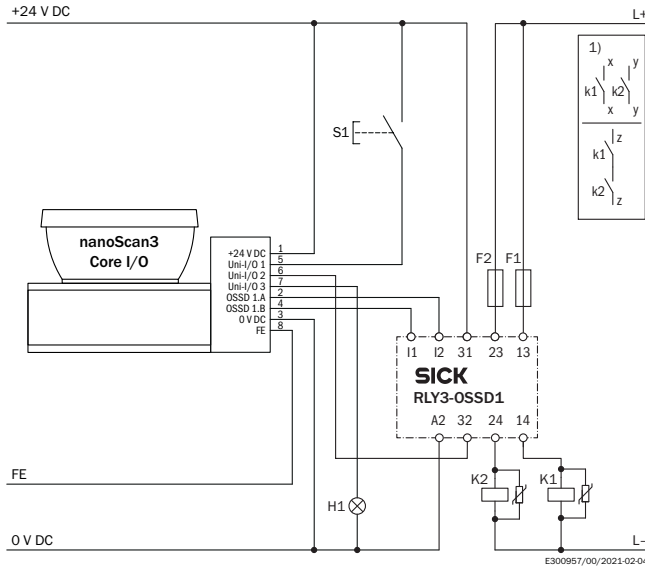 +24 V DC
L+
1)
x y
k1 k2
x y
z
k1
k2
z
S1
nanoScan3
Core I/O
+24 V DC 1
Uni-I/O 1 5
Uni-I/O 2 6
Uni-I/O 3 7
OSSD 1.A 2
OSSD 1.B 4
0 V DC 3
FE 8
F2 F1
I1 I2 31 23 13
SICK
RLY3-OSSD1
A2 32 24 14
K2 K1
FE
H1
0 V DC
L–
E300957/00/2021-02-04